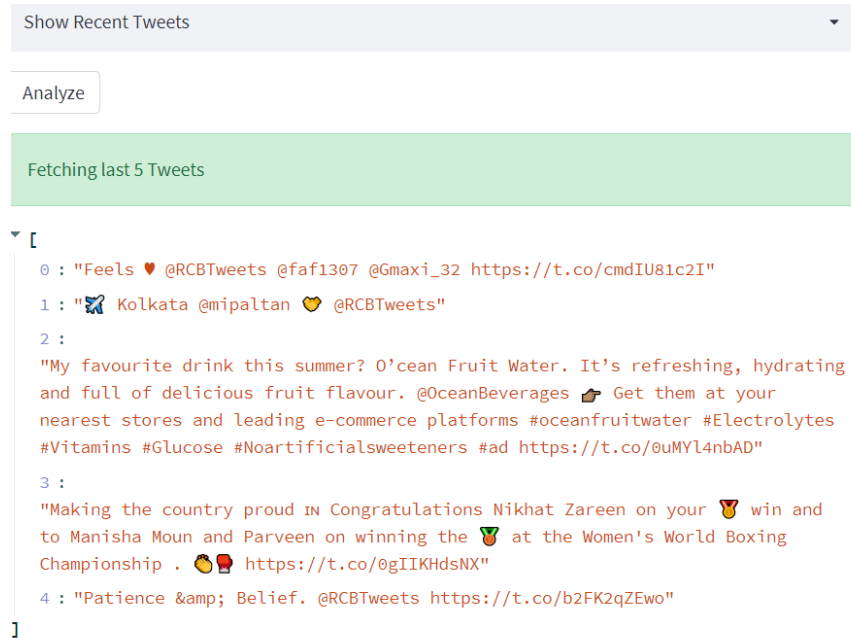 Show Recent Tweets
Analyze
Fetching last 5 Tweets
[
0 : "Feels ♥ @RCBTweets @faf1307 @Gmaxi_32 https://t.co/cmdIU81c2I"
1 : "✈️ Kolkata @mipaltan 🤝 @RCBTweets"
2 :
"My favourite drink this summer? O’cean Fruit Water. It’s refreshing, hydrating
and full of delicious fruit flavour. @OceanBeverages 👉🏽 Get them at your
nearest stores and leading e-commerce platforms #oceanfruitwater #Electrolytes
#Vitamins #Glucose #Noartificialsweeteners #ad https://t.co/0uMYl4nbAD"
3 :
"Making the country proud 🇮🇳 Congratulations Nikhat Zareen on your 🏅 win and
to Manisha Moun and Parveen on winning the 🥉 at the Women's World Boxing
Championship . 👏🥊 https://t.co/0gIIKHdsNX"
4 : "Patience &amp; Belief. @RCBTweets https://t.co/b2FK2qZEwo"
]